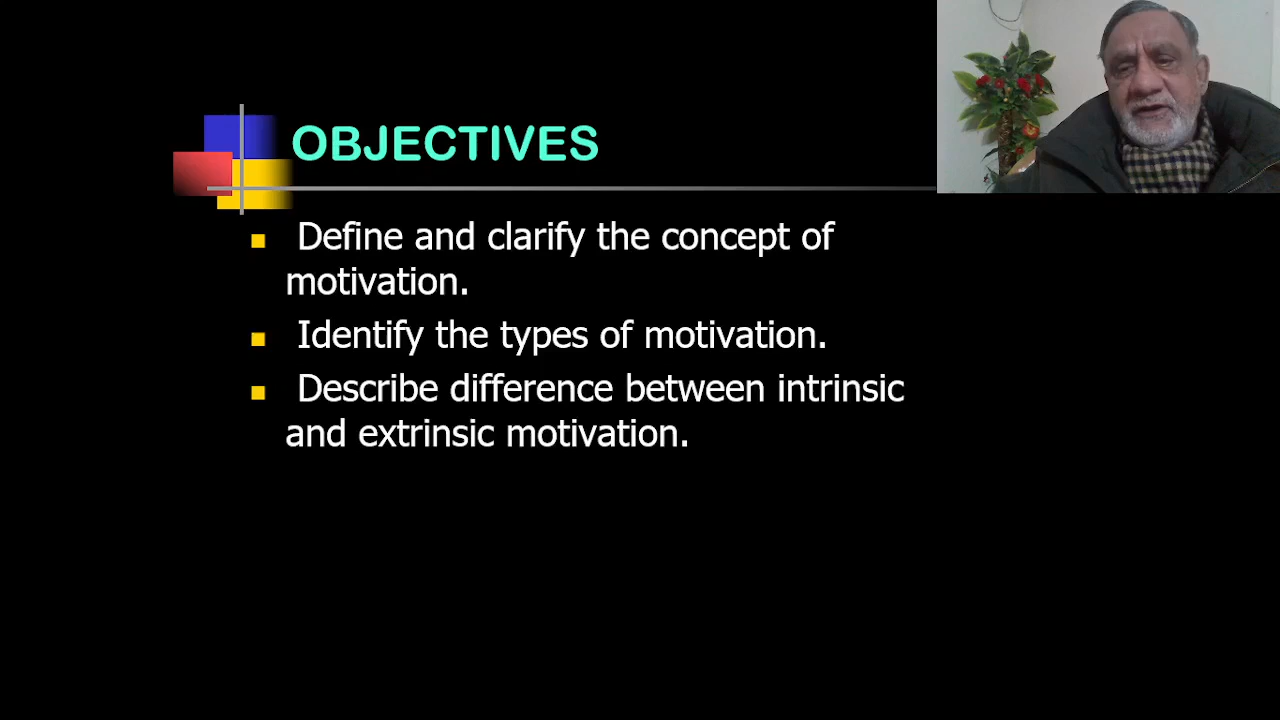 OBJECTIVES
Define and clarify the concept of
motivation.
Identify the types of motivation.
Describe difference between intrinsic
and extrinsic motivation.